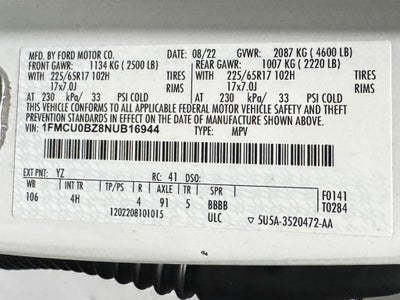 MFD. BY FORD MOTOR CO. 08/22 GVWR: 2087 KG ( 4600 LB)
FRONT GAWR: 1134 KG ( 2500 LB) REAR GAWR: 1007 KG ( 2220 LB)
WITH 225/65R17 102H TIRES WITH 225/65R17 102H TIRES
17x7.0J RIMS 17x7.0J RIMS
AT 230 kPa/ 33 PSI COLD AT 230 kPa/ 33 PSI COLD
THIS VEHICLE CONFORMS TO ALL APPLICABLE FEDERAL MOTOR VEHICLE SAFETY AND THEFT
PREVENTION STANDARDS IN EFFECT ON THE DATE OF MANUFACTURE SHOWN ABOVE.
VIN: 1FMCU0BZ8NUB16944 TYPE: MPV
EXT PNT: YZ RC: 41 DSO:
WB INT TR TR AXLE TR SPR
106 4H 4 91 5 BBBB F0141
1202208101015 ULC T0284
5U5A-3520472-AA